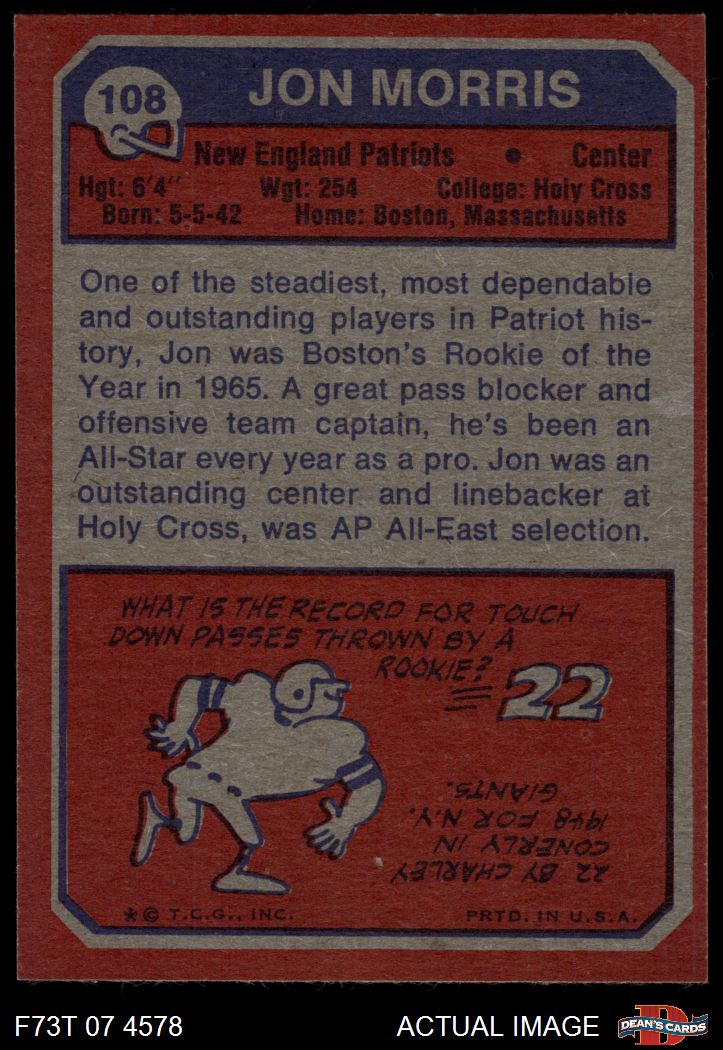 108
JON MORRIS
New England Patriots • Center
Hgt: 6'4" Wgt: 254 College: Holy Cross
Born: 5-5-42 Home: Boston, Massachusetts
One of the steadiest, most dependable
and outstanding players in Patriot his-
tory, Jon was Boston's Rookie of the
Year in 1965. A great pass blocker and
offensive team captain, he's been an
All-Star every year as a pro. Jon was an
outstanding center and linebacker at
Holy Cross, was AP All-East selection.
WHAT IS THE RECORD FOR TOUCH
DOWN PASSES THROWN BY A
ROOKIE?
22
22 BY CHARLEY
CONERLY IN
1948 FOR N.Y.
GIANTS.
* © T.C.G., INC. PRTD. IN U.S.A.
F73T 07 4578 ACTUAL IMAGE
D
DEAN'S CARDS